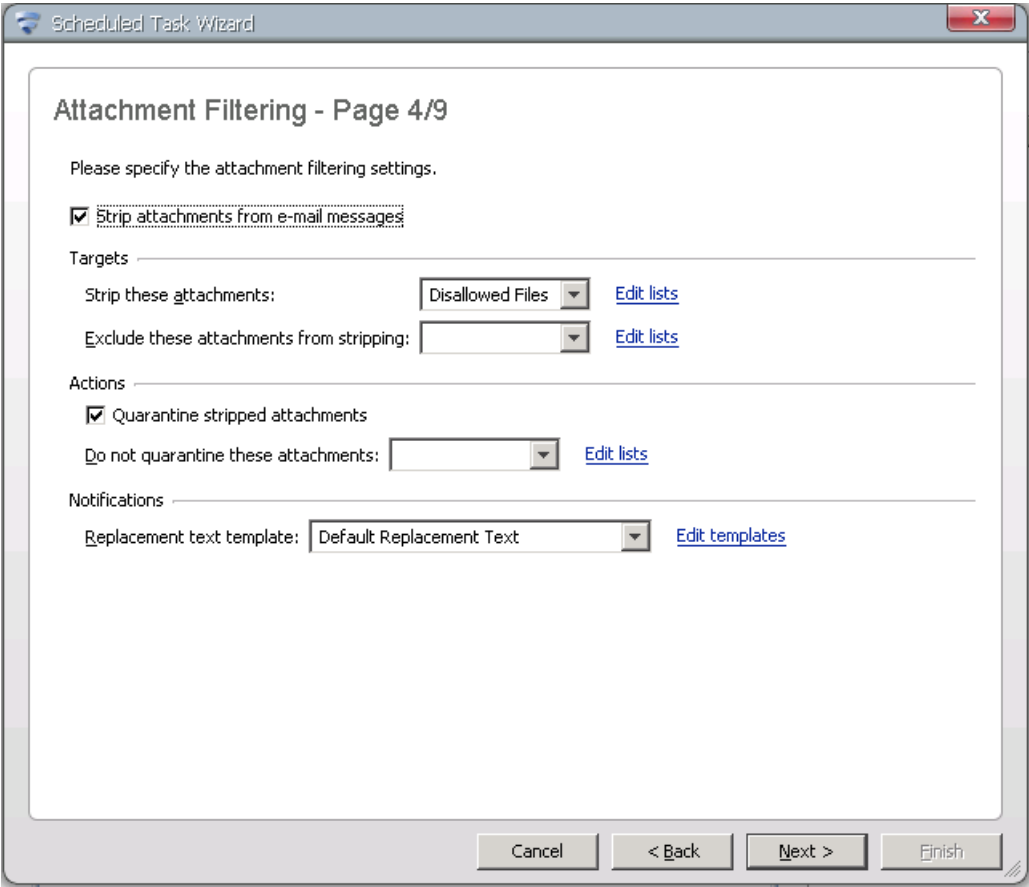 Scheduled Task Wizard
Attachment Filtering - Page 4/9
Please specify the attachment filtering settings.
Strip attachments from e-mail messages
Targets
Strip these attachments: Disallowed Files Edit lists
Exclude these attachments from stripping: Edit lists
Actions
Quarantine stripped attachments
Do not quarantine these attachments: Edit lists
Notifications
Replacement text template: Default Replacement Text Edit templates
Cancel < Back Next > Finish